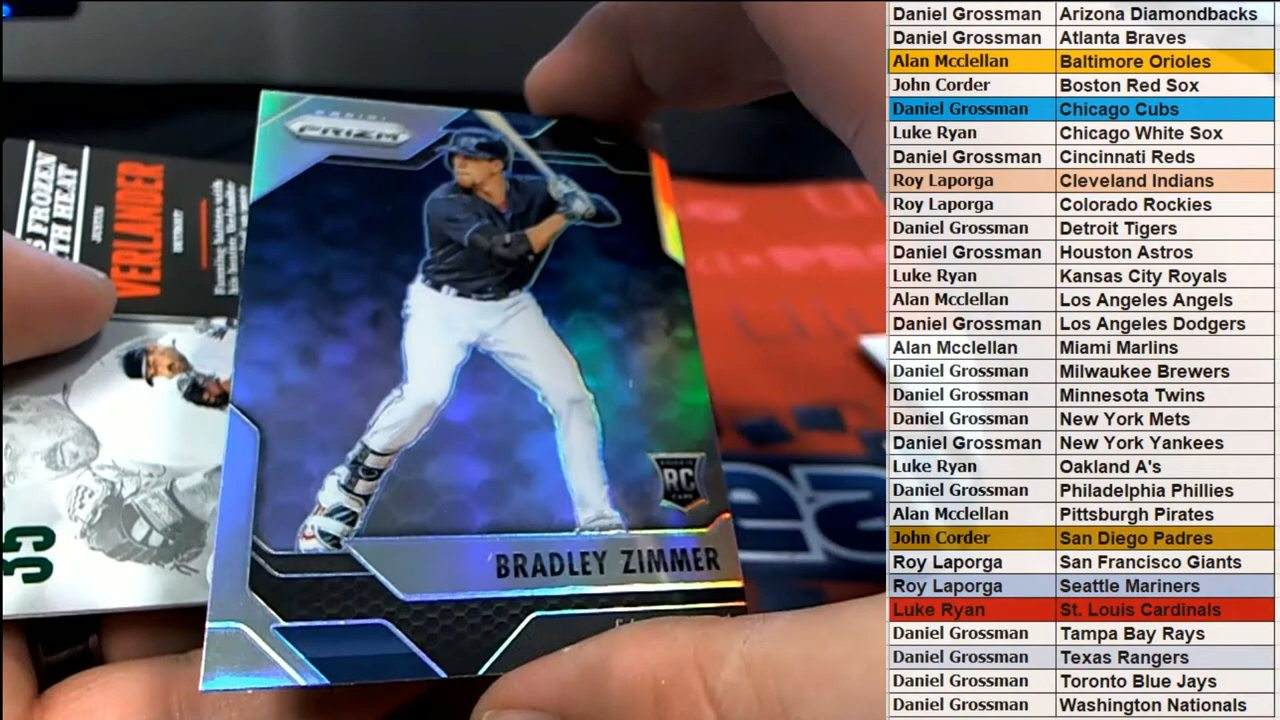 PANINI
PRIZM
ROOKIE
RC
CARD
BRADLEY ZIMMER
VERLANDER
JUSTIN
DETROIT
35
Daniel Grossman Arizona Diamondbacks
Daniel Grossman Atlanta Braves
Alan Mcclellan Baltimore Orioles
John Corder Boston Red Sox
Daniel Grossman Chicago Cubs
Luke Ryan Chicago White Sox
Daniel Grossman Cincinnati Reds
Roy Laporga Cleveland Indians
Roy Laporga Colorado Rockies
Daniel Grossman Detroit Tigers
Daniel Grossman Houston Astros
Luke Ryan Kansas City Royals
Alan Mcclellan Los Angeles Angels
Daniel Grossman Los Angeles Dodgers
Alan Mcclellan Miami Marlins
Daniel Grossman Milwaukee Brewers
Daniel Grossman Minnesota Twins
Daniel Grossman New York Mets
Daniel Grossman New York Yankees
Luke Ryan Oakland A's
Daniel Grossman Philadelphia Phillies
Alan Mcclellan Pittsburgh Pirates
John Corder San Diego Padres
Roy Laporga San Francisco Giants
Roy Laporga Seattle Mariners
Luke Ryan St. Louis Cardinals
Daniel Grossman Tampa Bay Rays
Daniel Grossman Texas Rangers
Daniel Grossman Toronto Blue Jays
Daniel Grossman Washington Nationals